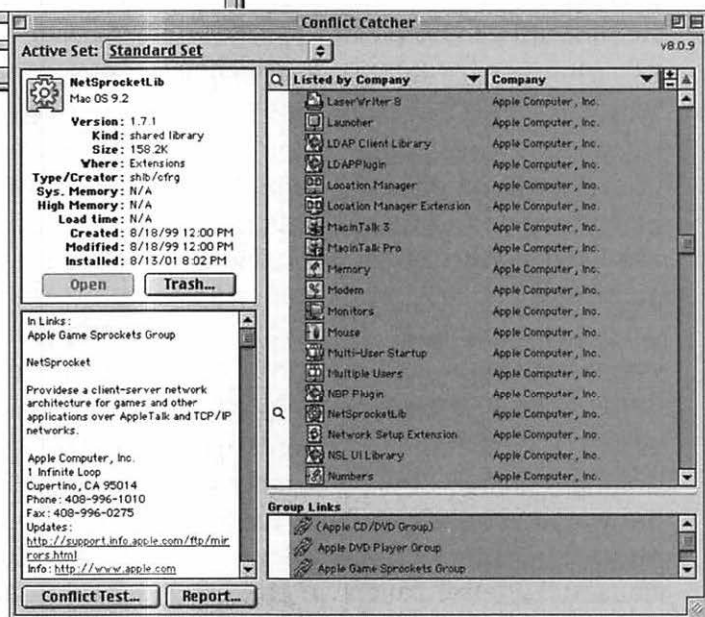 Conflict Catcher
Active Set: Standard Set
v8.0.9
NetSprocketLib
Mac OS 9.2
Version: 1.7.1
Kind: shared library
Size: 158.2K
Where: Extensions
Type/Creator: shlb/cfrg
Sys. Memory: N/A
High Memory: N/A
Load time: N/A
Created: 8/18/99 12:00 PM
Modified: 8/18/99 12:00 PM
Installed: 8/13/01 8:02 PM
Open Trash...
In Links:
Apple Game Sprockets Group
NetSprocket
Providese a client-server network
architecture for games and other
applications over AppleTalk and TCP/IP
networks.
Apple Computer, Inc.
1 Infinite Loop
Cupertino, CA 95014
Phone: 408-996-1010
Fax: 408-996-0275
Updates:
http://support.info.apple.com/ftp/mir
rors.html
Info: http://www.apple.com
Conflict Test... Report...
Listed by Company Company
LaserWriter 8 Apple Computer, Inc.
Launcher Apple Computer, Inc.
LDAP Client Library Apple Computer, Inc.
LDAPPlugin Apple Computer, Inc.
Location Manager Apple Computer, Inc.
Location Manager Extension Apple Computer, Inc.
MacinTalk 3 Apple Computer, Inc.
MacinTalk Pro Apple Computer, Inc.
Memory Apple Computer, Inc.
Modem Apple Computer, Inc.
Monitors Apple Computer, Inc.
Mouse Apple Computer, Inc.
Multi-User Startup Apple Computer, Inc.
Multiple Users Apple Computer, Inc.
NBP Plugin Apple Computer, Inc.
NetSprocketLib Apple Computer, Inc.
Network Setup Extension Apple Computer, Inc.
NSL UI Library Apple Computer, Inc.
Numbers Apple Computer, Inc.
Group Links
(Apple CD/DVD Group)
Apple DVD Player Group
Apple Game Sprockets Group